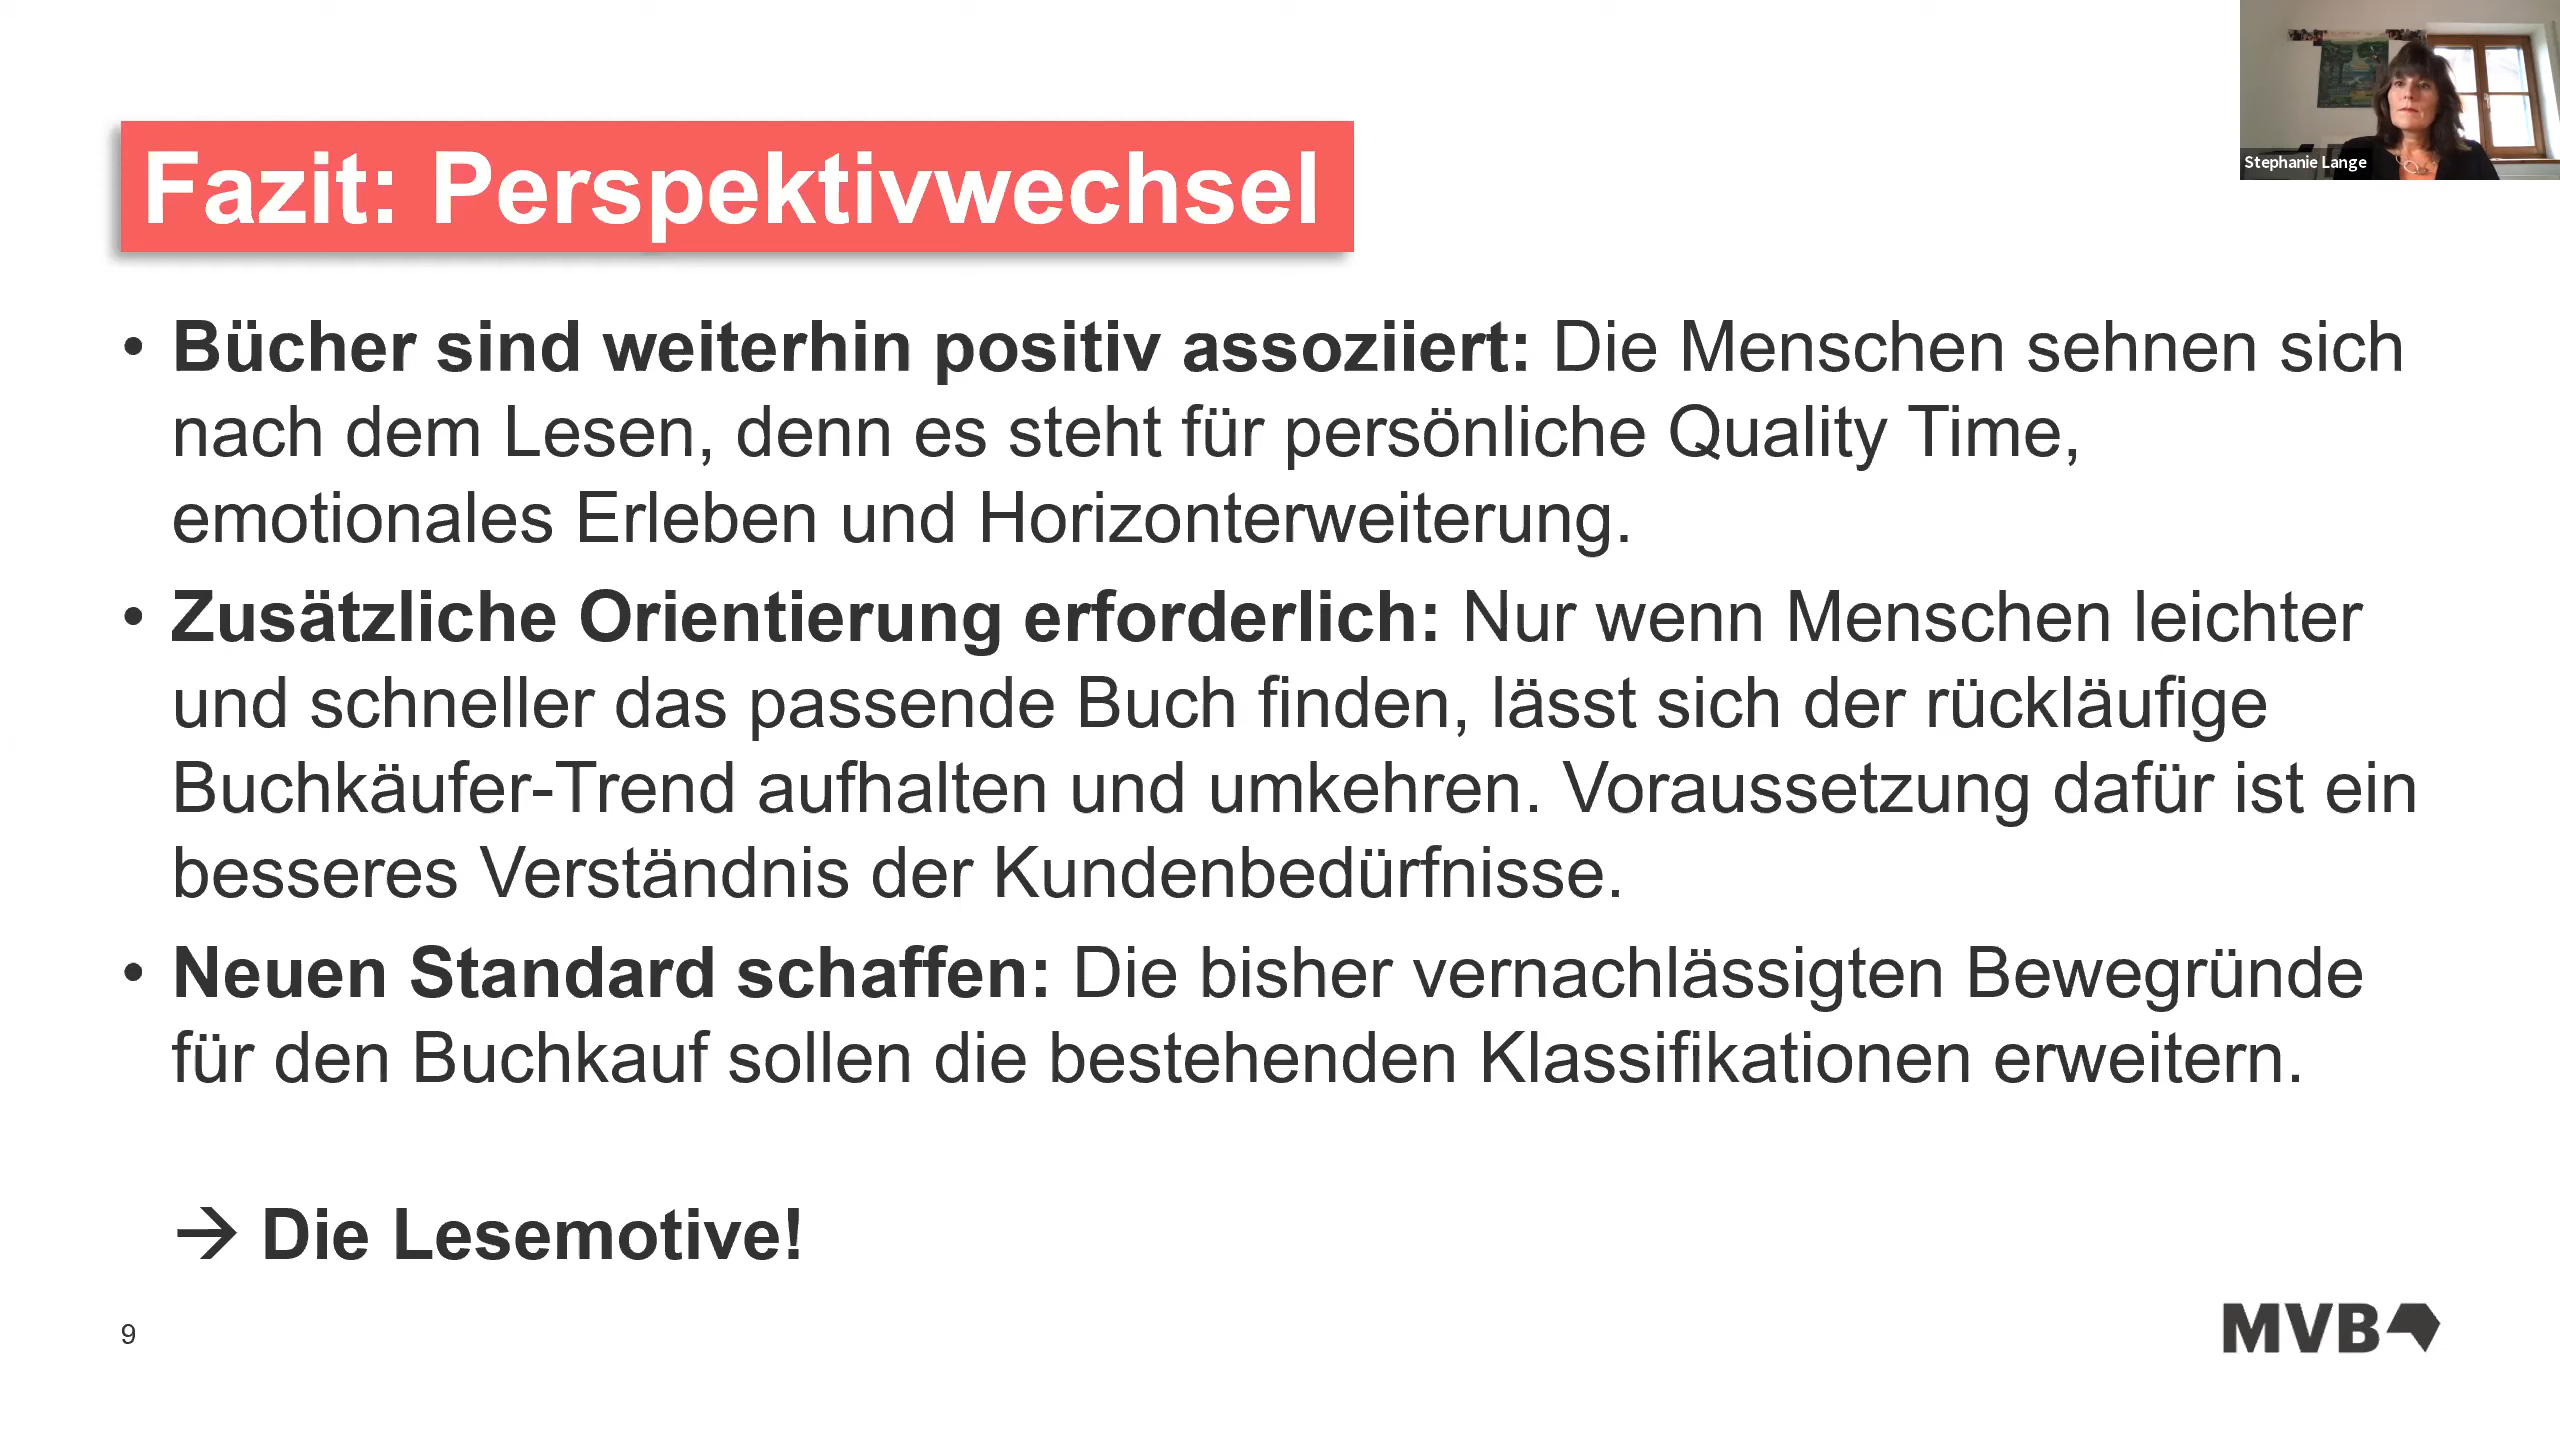 Stephanie Lange
Fazit: Perspektivwechsel
• Bücher sind weiterhin positiv assoziiert: Die Menschen sehnen sich
nach dem Lesen, denn es steht für persönliche Quality Time,
emotionales Erleben und Horizonterweiterung.
• Zusätzliche Orientierung erforderlich: Nur wenn Menschen leichter
und schneller das passende Buch finden, lässt sich der rückläufige
Buchkäufer-Trend aufhalten und umkehren. Voraussetzung dafür ist ein
besseres Verständnis der Kundenbedürfnisse.
• Neuen Standard schaffen: Die bisher vernachlässigten Bewegründe
für den Buchkauf sollen die bestehenden Klassifikationen erweitern.
→ Die Lesemotive!
9
MVB